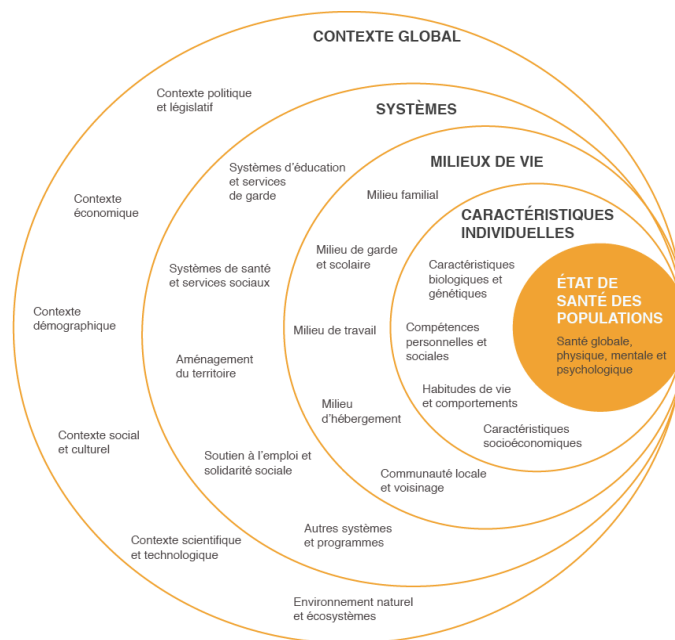 CONTEXTE GLOBAL
Contexte politique
et législatif
Contexte
économique
Contexte
démographique
Contexte social
et culturel
Contexte scientifique
et technologique
Environnement naturel
et écosystèmes
SYSTÈMES
Systèmes d'éducation
et services
de garde
Systèmes de santé
et services sociaux
Aménagement
du territoire
Soutien à l'emploi et
solidarité sociale
Autres systèmes
et programmes
MILIEUX DE VIE
Milieu familial
Milieu de garde
et scolaire
Milieu de travail
Milieu
d'hébergement
Communauté locale
et voisinage
CARACTÉRISTIQUES
INDIVIDUELLES
Caractéristiques
biologiques et
génétiques
Compétences
personnelles et
sociales
Habitudes de vie
et comportements
Caractéristiques
socioéconomiques
ÉTAT DE
SANTÉ DES
POPULATIONS
Santé globale,
physique, mentale et
psychologique